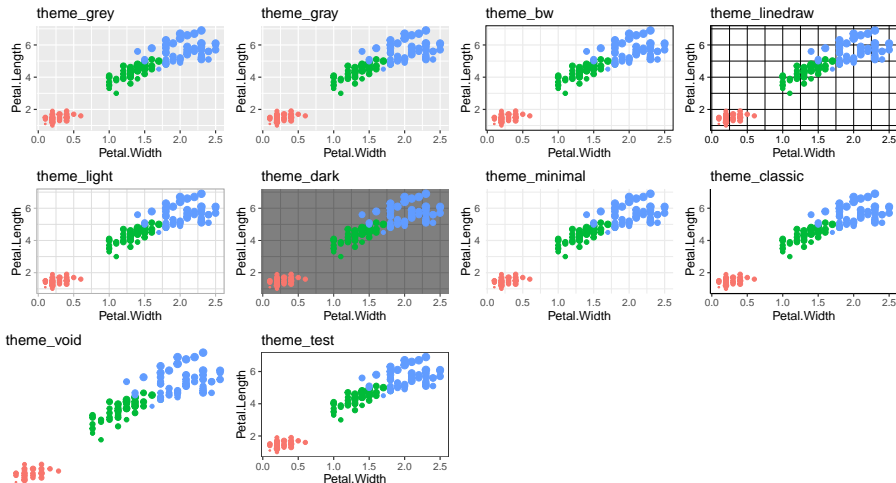 theme_grey
Petal.Length
6
4
2
0.0 0.5 1.0 1.5 2.0 2.5
Petal.Width
theme_gray
Petal.Length
6
4
2
0.0 0.5 1.0 1.5 2.0 2.5
Petal.Width
theme_bw
Petal.Length
6
4
2
0.0 0.5 1.0 1.5 2.0 2.5
Petal.Width
theme_linedraw
Petal.Length
6
4
2
0.0 0.5 1.0 1.5 2.0 2.5
Petal.Width
theme_light
Petal.Length
6
4
2
0.0 0.5 1.0 1.5 2.0 2.5
Petal.Width
theme_dark
Petal.Length
6
4
2
0.0 0.5 1.0 1.5 2.0 2.5
Petal.Width
theme_minimal
Petal.Length
6
4
2
0.0 0.5 1.0 1.5 2.0 2.5
Petal.Width
theme_classic
Petal.Length
6
4
2
0.0 0.5 1.0 1.5 2.0 2.5
Petal.Width
theme_void
theme_test
Petal.Length
6
4
2
0.0 0.5 1.0 1.5 2.0 2.5
Petal.Width